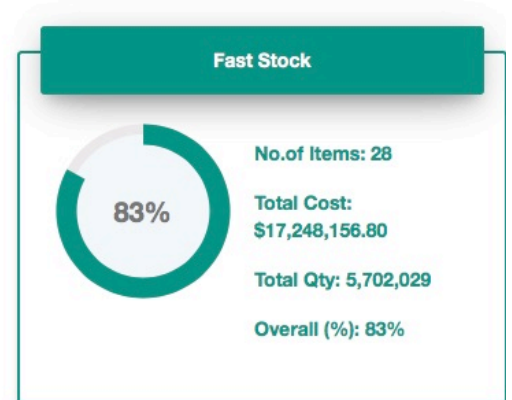 Fast Stock
83%
No.of Items: 28
Total Cost:
$17,248,156.80
Total Qty: 5,702,029
Overall (%): 83%